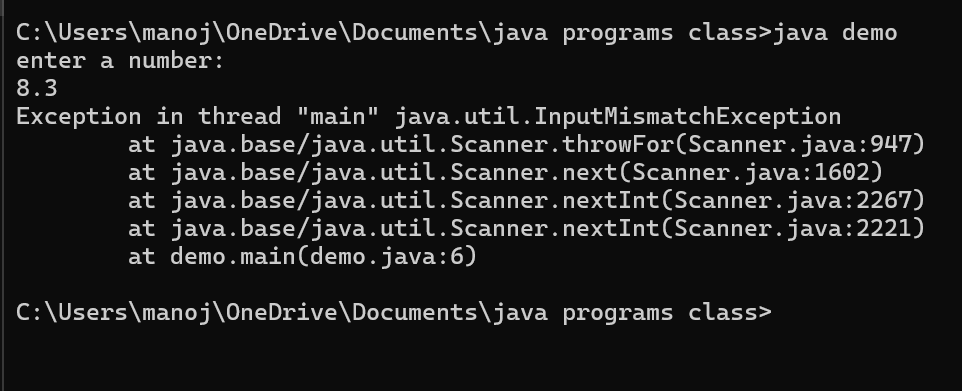 C:\Users\manoj\OneDrive\Documents\java programs class>java demo
enter a number:
8.3
Exception in thread "main" java.util.InputMismatchException
        at java.base/java.util.Scanner.throwFor(Scanner.java:947)
        at java.base/java.util.Scanner.next(Scanner.java:1602)
        at java.base/java.util.Scanner.nextInt(Scanner.java:2267)
        at java.base/java.util.Scanner.nextInt(Scanner.java:2221)
        at demo.main(demo.java:6)
C:\Users\manoj\OneDrive\Documents\java programs class>